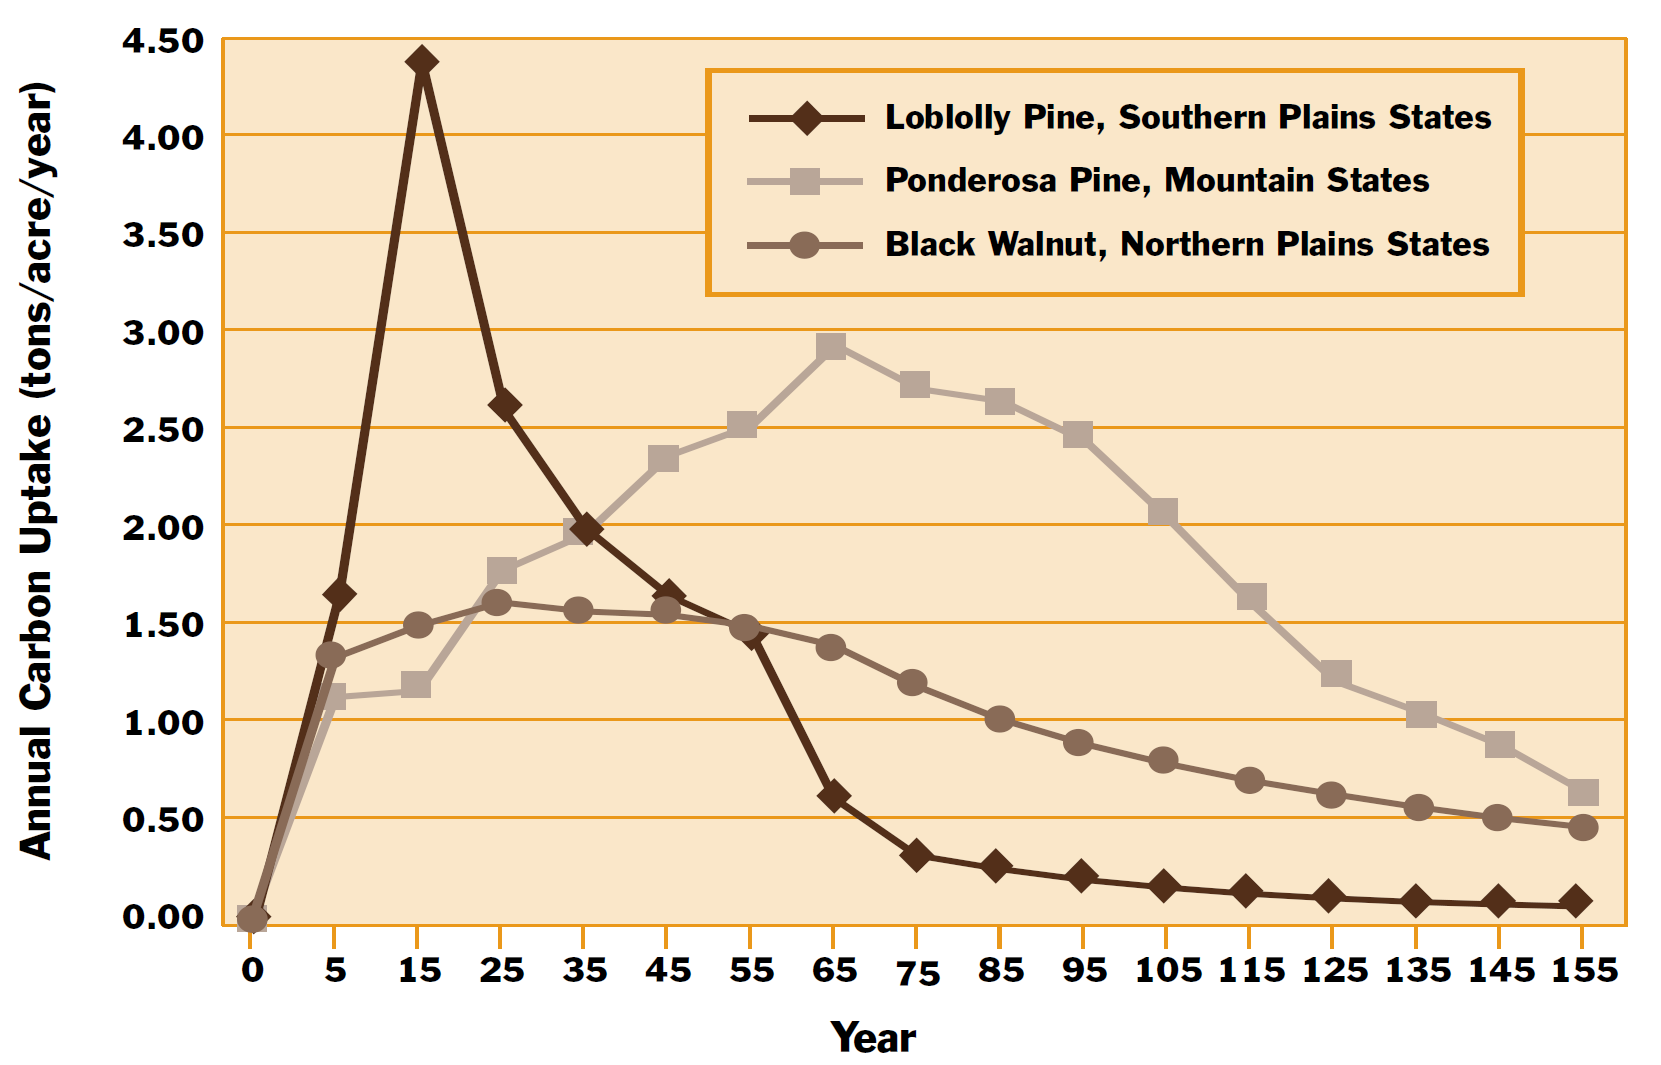 Annual Carbon Uptake (tons/acre/year)
4.50
4.00
3.50
3.00
2.50
2.00
1.50
1.00
0.50
0.00
Loblolly Pine, Southern Plains States
Ponderosa Pine, Mountain States
Black Walnut, Northern Plains States
0 5 15 25 35 45 55 65 75 85 95 105 115 125 135 145 155
Year